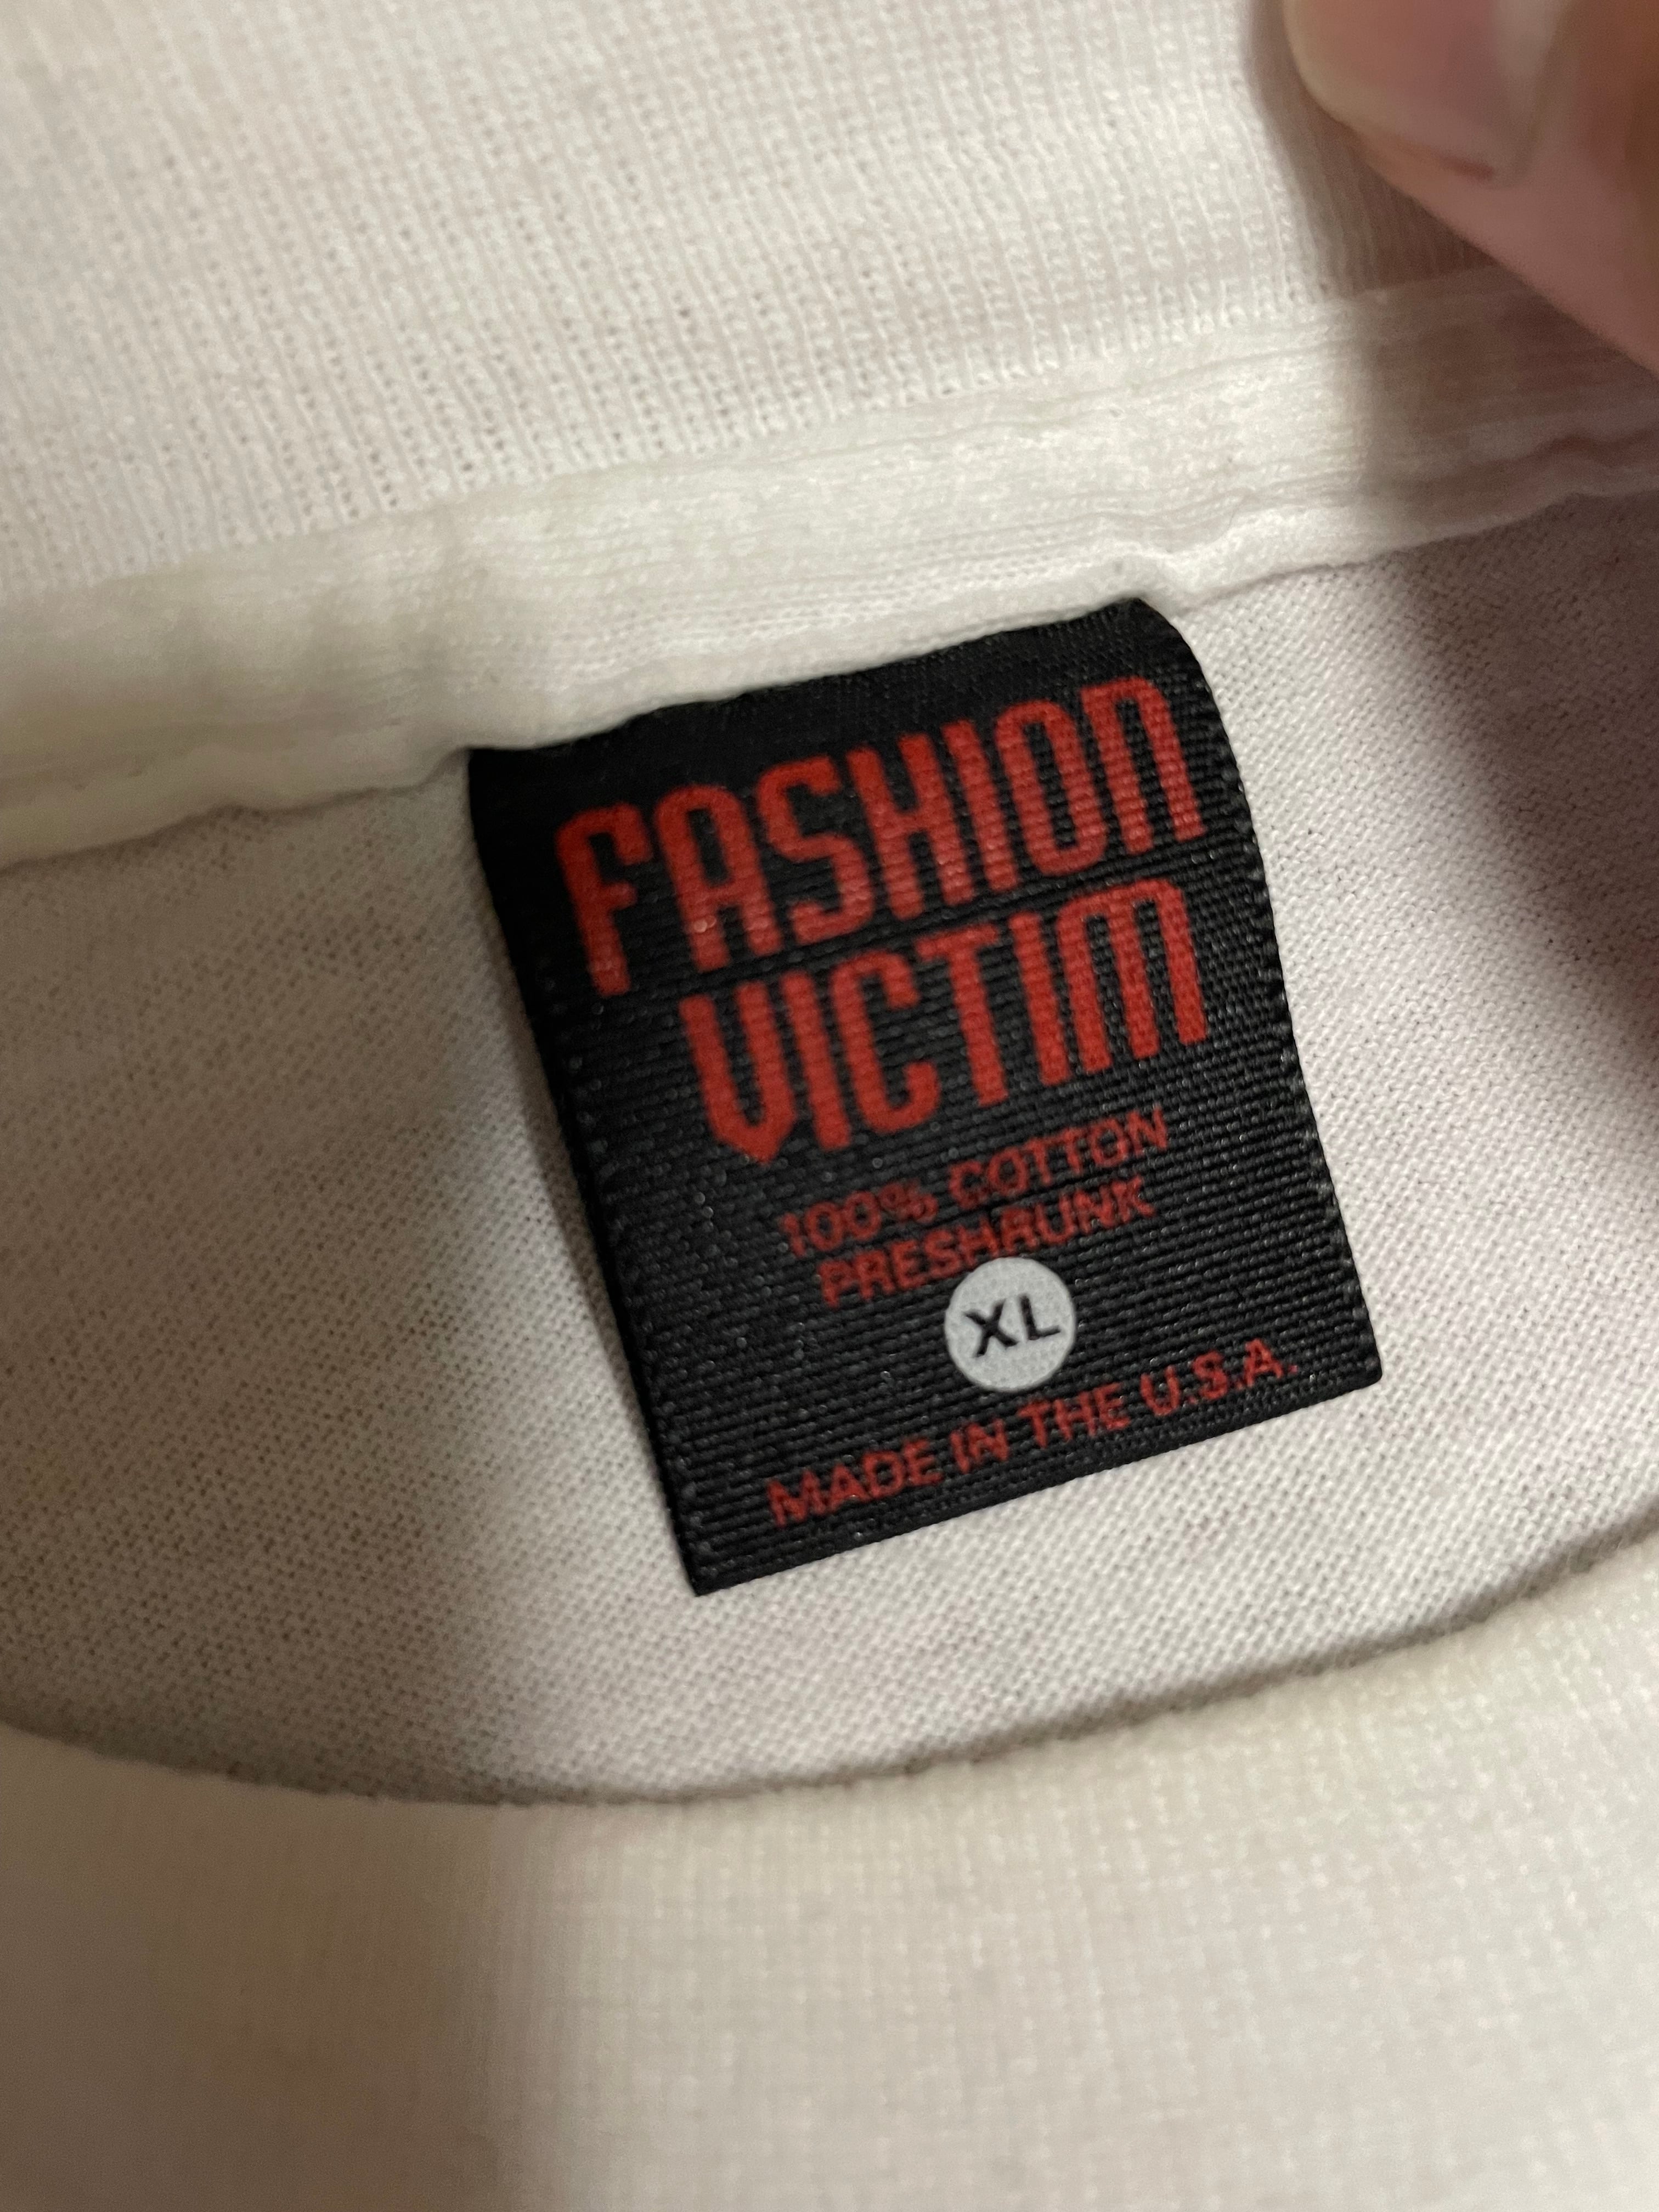 FASHION
VICTIM
100% COTTON
PRESHRUNK
XL
MADE IN THE U.S.A.